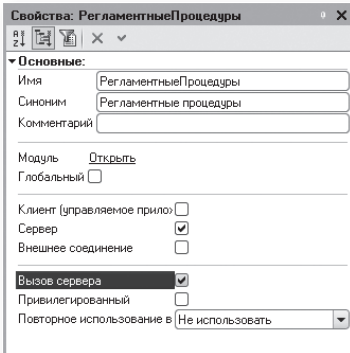 Свойства: РегламентныеПроцедуры
Основные:
Имя РегламентныеПроцедуры
Синоним Регламентные процедуры
Комментарий
Модуль Открыть
Глобальный
Клиент (управляемое прило
Сервер
Внешнее соединение
Вызов сервера
Привилегированный
Повторное использование в Не использовать